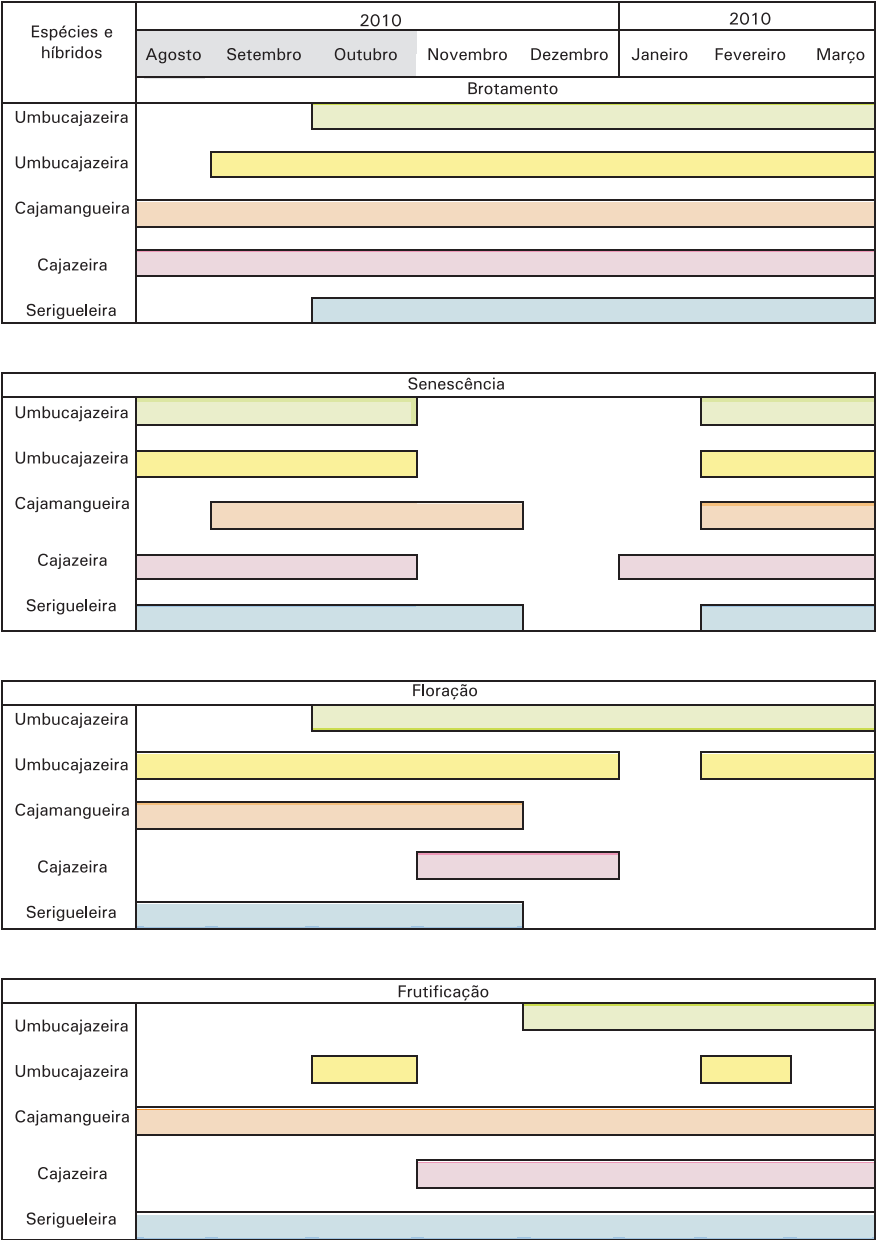 Espécies e
híbridos
2010
2010
Agosto Setembro Outubro Novembro Dezembro Janeiro Fevereiro Março
Brotamento
Umbucajazeira
Umbucajazeira
Cajamangueira
Cajazeira
Serigueleira
Senescência
Umbucajazeira
Umbucajazeira
Cajamangueira
Cajazeira
Serigueleira
Floração
Umbucajazeira
Umbucajazeira
Cajamangueira
Cajazeira
Serigueleira
Frutificação
Umbucajazeira
Umbucajazeira
Cajamangueira
Cajazeira
Serigueleira